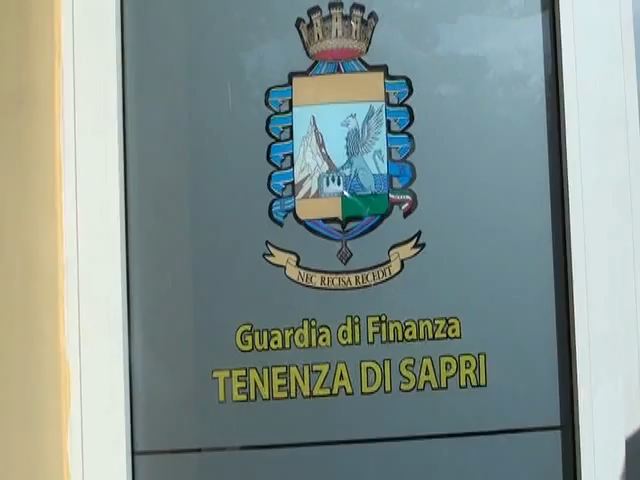 NEC RECISA RECEDIT
Guardia di Finanza
TENENZA DI SAPRI